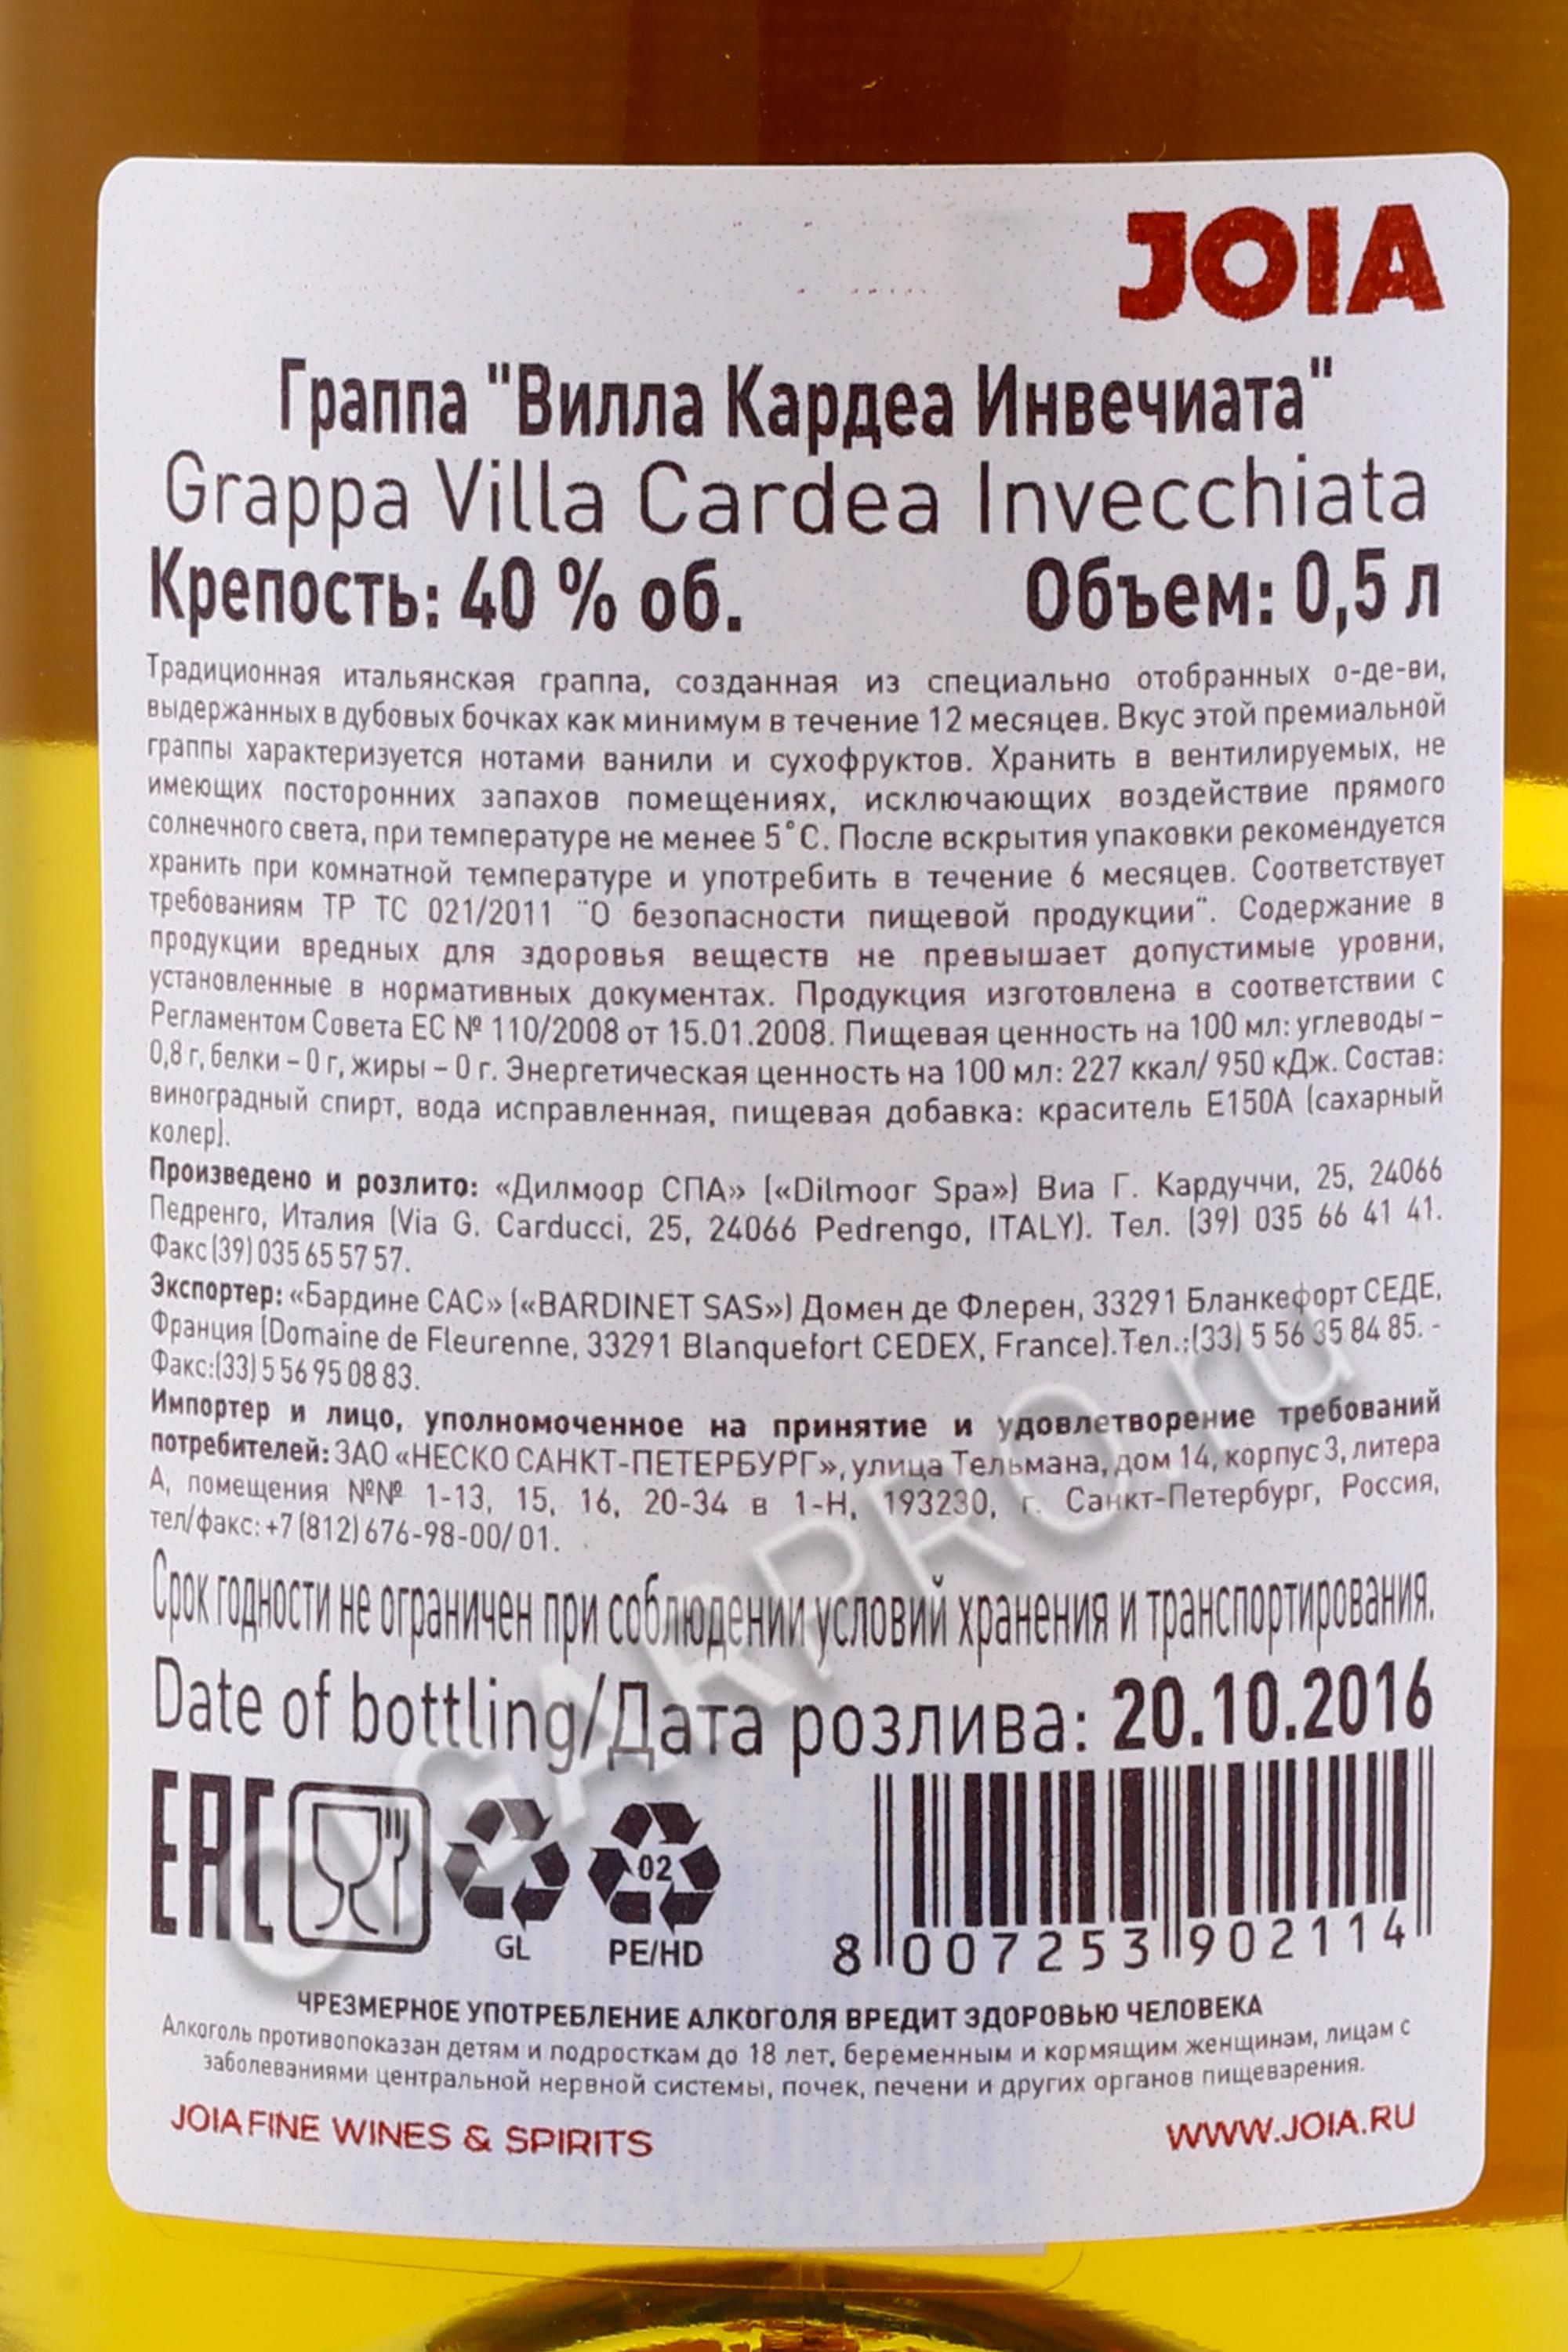 JOIA
Граппа "Вилла Кардеа Инвечиата"
Grappa Villa Cardea Invecchiata
Крепость: 40 % об. Объем: 0,5 л
Традиционная итальянская граппа, созданная из специально отобранных о-де-ви,
выдержанных в дубовых бочках как минимум в течение 12 месяцев. Вкус этой премиальной
граппы характеризуется нотами ванили и сухофруктов. Хранить в вентилируемых, не
имеющих посторонних запахов помещениях, исключающих воздействие прямого
солнечного света, при температуре не менее 5˚С. После вскрытия упаковки рекомендуется
хранить при комнатной температуре и употребить в течение 6 месяцев. Соответствует
требованиям ТР ТС 021/2011 "О безопасности пищевой продукции". Содержание в
продукции вредных для здоровья веществ не превышает допустимые уровни,
установленные в нормативных документах. Продукция изготовлена в соответствии с
Регламентом Совета ЕС № 110/2008 от 15.01.2008. Пищевая ценность на 100 мл: углеводы –
0,8 г, белки – 0 г, жиры – 0 г. Энергетическая ценность на 100 мл: 227 ккал/ 950 кДж. Состав:
виноградный спирт, вода исправленная, пищевая добавка: краситель Е150А (сахарный
колер).
Произведено и розлито: «Дилмоор СПА» («Dilmoor Spa») Виа Г. Кардуччи, 25, 24066
Педренго, Италия (Via G. Carducci, 25, 24066 Pedrengo, ITALY). Тел. (39) 035 66 41 41.
Факс (39) 035 65 57 57.
Экспортер: «Бардине САС» («BARDINET SAS») Домен де Флерен, 33291 Бланкефорт СЕДЕ,
Франция (Domaine de Fleurenne, 33291 Blanquefort CEDEX, France).Тел.:(33) 5 56 35 84 85. -
Факс:(33) 5 56 95 08 83.
Импортер и лицо, уполномоченное на принятие и удовлетворение требований
потребителей: ЗАО «НЕСКО САНКТ-ПЕТЕРБУРГ», улица Тельмана, дом 14, корпус 3, литера
А, помещения №№ 1-13, 15, 16, 20-34 в 1-Н, 193230, г. Санкт-Петербург, Россия,
тел/факс: +7 (812) 676-98-00/ 01.
Срок годности не ограничен при соблюдении условий хранения и транспортирования.
Date of bottling/Дата розлива: 20.10.2016
EAC
02
GL PE/HD
8 007253 902114
ЧРЕЗМЕРНОЕ УПОТРЕБЛЕНИЕ АЛКОГОЛЯ ВРЕДИТ ЗДОРОВЬЮ ЧЕЛОВЕКА
Алкоголь противопоказан детям и подросткам до 18 лет, беременным и кормящим женщинам, лицам с
заболеваниями центральной нервной системы, почек, печени и других органов пищеварения.
JOIA FINE WINES & SPIRITS WWW.JOIA.RU
CIGARPRO.ru